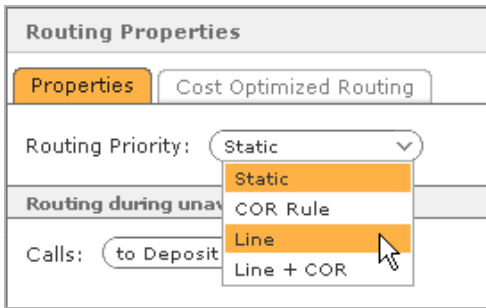 Routing Properties
Properties Cost Optimized Routing
Routing Priority: Static
Static
Routing during
COR Rule
Line
Calls: to Deposit
Line + COR